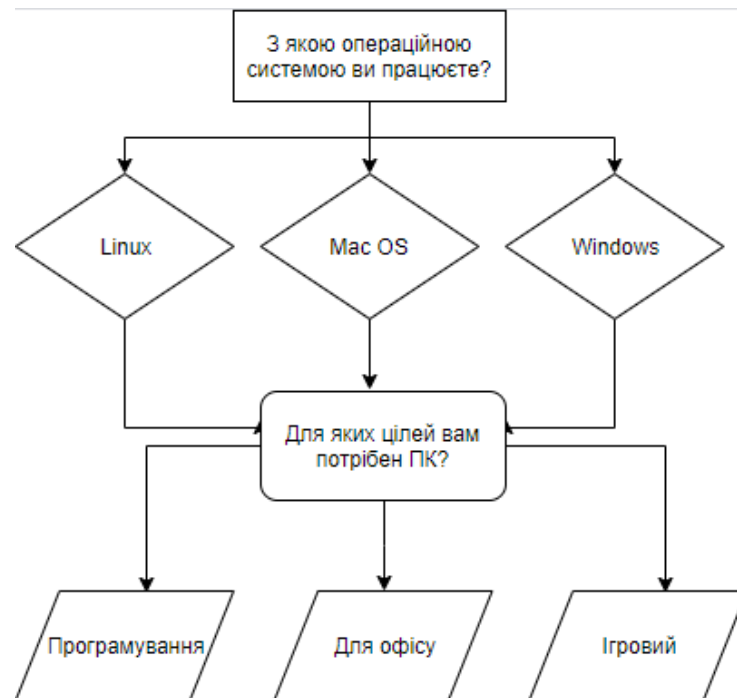 З якою операційною
системою ви працюєте?
Linux
Mac OS
Windows
Для яких цілей вам
потрібен ПК?
Програмування
Для офісу
Ігровий